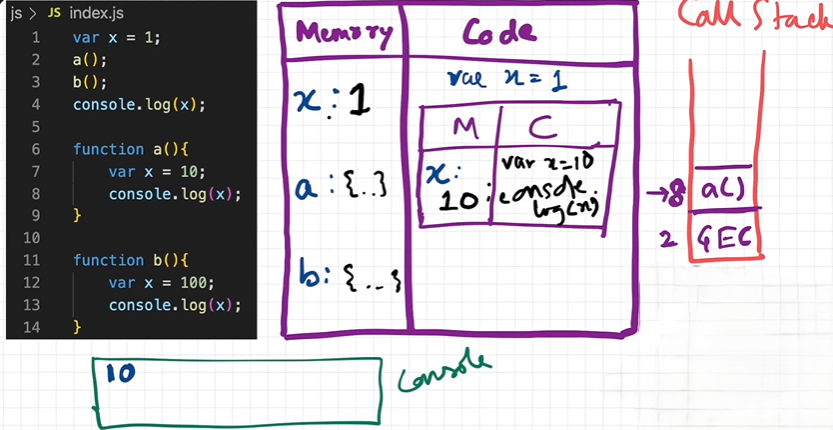 js > JS index.js
1 var x = 1;
2 a();
3 b();
4 console.log(x);
5
6 function a(){
7 var x = 10;
8 console.log(x);
9 }
10
11 function b(){
12 var x = 100;
13 console.log(x);
14 }
Memory Code
x: 1
a: {..}
b: {...}
var x = 1
M C
x: 10
var x=10
console.
log(x)
Call Stack
→8 a()
2 GEC
10
Console